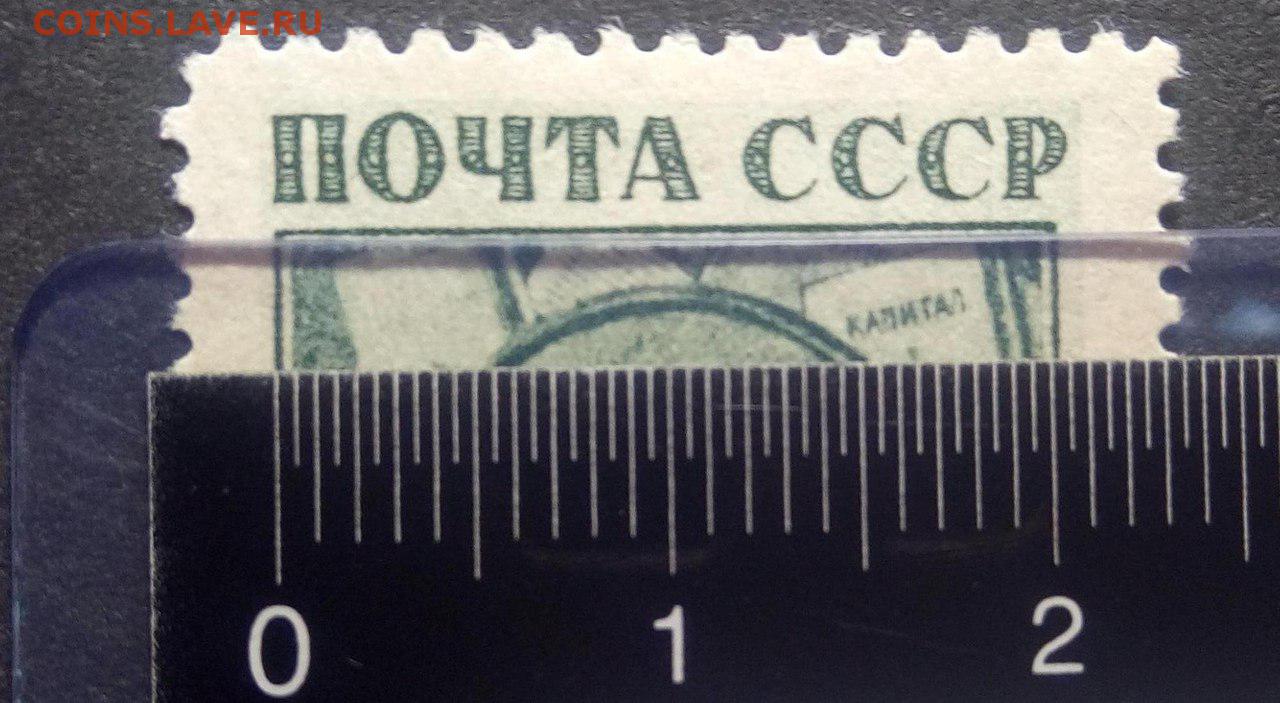 COINS.LAVE.RU
ПОЧТА СССР
КАПИТАЛ
0 1 2